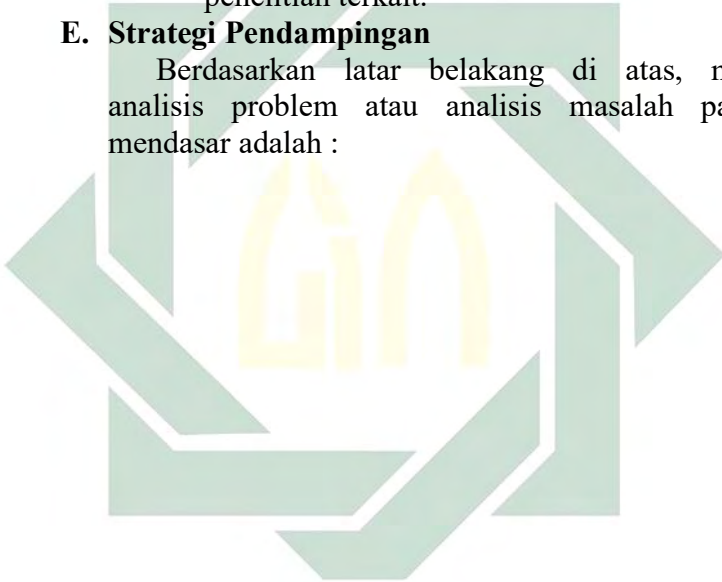 penelitian terkait.
E. Strategi Pendampingan
Berdasarkan latar belakang di atas,
analisis problem atau analisis masalah
mendasar adalah :